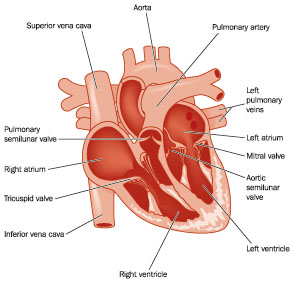 Aorta
Superior vena cava
Pulmonary artery
Left
pulmonary
veins
Pulmonary
semilunar valve
Left atrium
Mitral valve
Right atrium
Aortic
semilunar
valve
Tricuspid valve
Inferior vena cava
Left ventricle
Right ventricle